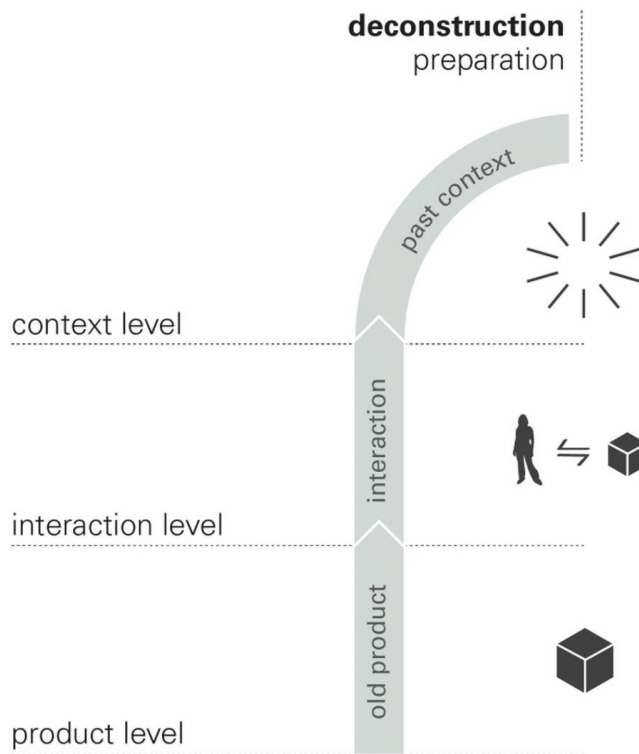 deconstruction
preparation
past context
context level
interaction
interaction level
old product
product level